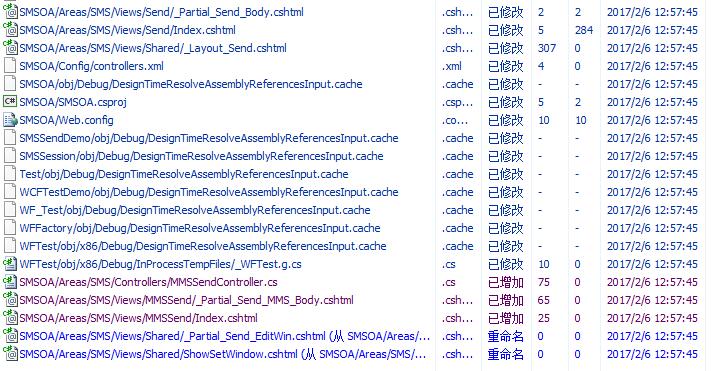 SMSOA/Areas/SMS/Views/Send/_Partial_Send_Body.cshtml .csh... 已修改 2 2 2017/2/6 12:57:45
SMSOA/Areas/SMS/Views/Send/Index.cshtml .csh... 已修改 5 284 2017/2/6 12:57:45
SMSOA/Areas/SMS/Views/Shared/_Layout_Send.cshtml .csh... 已修改 307 0 2017/2/6 12:57:45
SMSOA/Config/controllers.xml .xml 已修改 4 0 2017/2/6 12:57:45
SMSOA/obj/Debug/DesignTimeResolveAssemblyReferencesInput.cache .cache 已修改 - - 2017/2/6 12:57:45
SMSOA/SMSOA.csproj .csp... 已修改 5 2 2017/2/6 12:57:45
SMSOA/Web.config .co... 已修改 10 10 2017/2/6 12:57:45
SMSSendDemo/obj/Debug/DesignTimeResolveAssemblyReferencesInput.cache .cache 已修改 - - 2017/2/6 12:57:45
SMSSession/obj/Debug/DesignTimeResolveAssemblyReferencesInput.cache .cache 已修改 - - 2017/2/6 12:57:45
Test/obj/Debug/DesignTimeResolveAssemblyReferencesInput.cache .cache 已修改 - - 2017/2/6 12:57:45
WCFTestDemo/obj/Debug/DesignTimeResolveAssemblyReferencesInput.cache .cache 已修改 - - 2017/2/6 12:57:45
WF_Test/obj/Debug/DesignTimeResolveAssemblyReferencesInput.cache .cache 已修改 - - 2017/2/6 12:57:45
WFFactory/obj/Debug/DesignTimeResolveAssemblyReferencesInput.cache .cache 已修改 - - 2017/2/6 12:57:45
WFTest/obj/x86/Debug/DesignTimeResolveAssemblyReferencesInput.cache .cache 已修改 - - 2017/2/6 12:57:45
WFTest/obj/x86/Debug/InProcessTempFiles/_WFTest.g.cs .cs 已修改 10 0 2017/2/6 12:57:45
SMSOA/Areas/SMS/Controllers/MMSSendController.cs .cs 已增加 75 0 2017/2/6 12:57:45
SMSOA/Areas/SMS/Views/MMSSend/_Partial_Send_MMS_Body.cshtml .csh... 已增加 65 0 2017/2/6 12:57:45
SMSOA/Areas/SMS/Views/MMSSend/Index.cshtml .csh... 已增加 25 0 2017/2/6 12:57:45
SMSOA/Areas/SMS/Views/Shared/_Partial_Send_EditWin.cshtml (从 SMSOA/Areas/... .csh... 重命名 0 0 2017/2/6 12:57:45
SMSOA/Areas/SMS/Views/Shared/ShowSetWindow.cshtml (从 SMSOA/Areas/SMS/... .csh... 重命名 0 0 2017/2/6 12:57:45